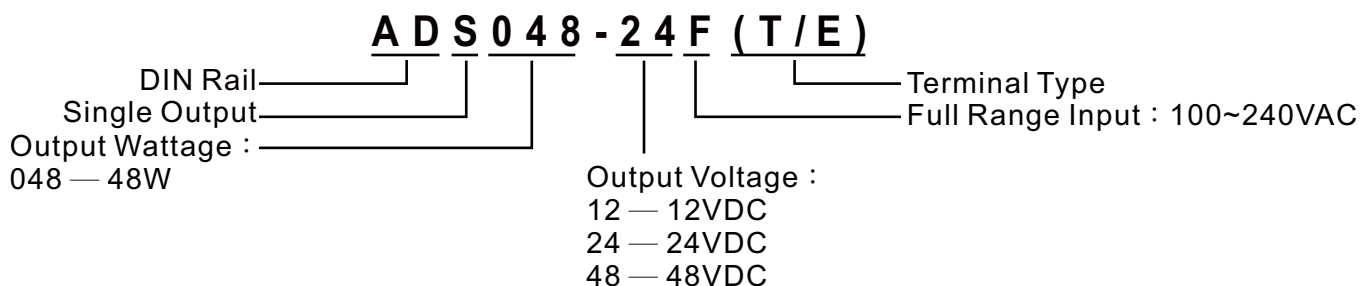 ADS048-24F(T/E)
DIN Rail
Single Output
Output Wattage：
048 — 48W
Terminal Type
Full Range Input：100~240VAC
Output Voltage：
12 — 12VDC
24 — 24VDC
48 — 48VDC